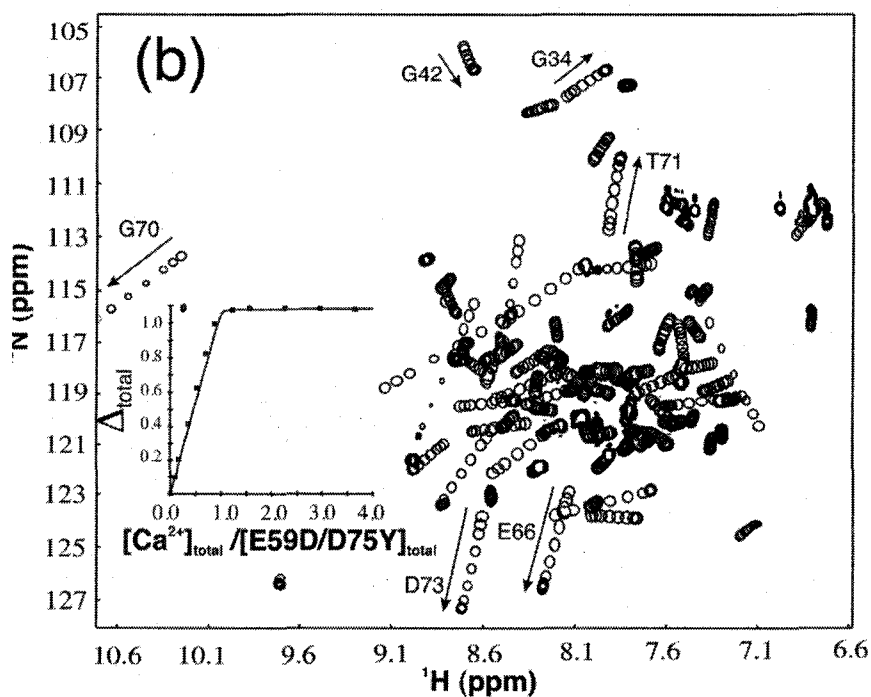 (b)
105
107
109
111
113
115
117
119
121
123
125
127
N (ppm)
G42
G34
T71
G70
D73
E66
1.0
0.8
0.6
0.4
0.2
Δtotal
0.0 1.0 2.0 3.0 4.0
[Ca²⁺]total /[E59D/D75Y]total
10.6 10.1 9.6 9.1 8.6 8.1 7.6 7.1 6.6
¹H (ppm)